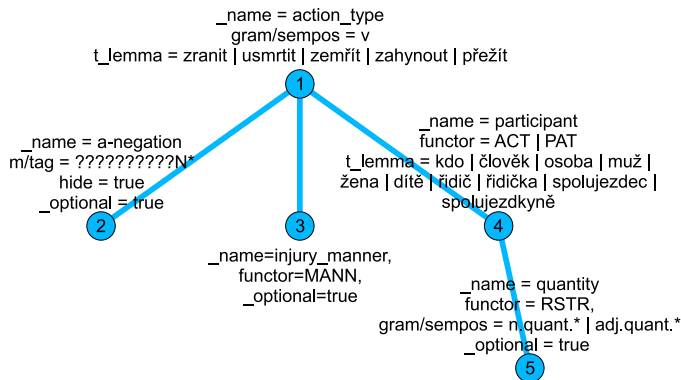 _name = action_type
gram/sempos = v
t_lemma = zranit | usmrtit | zemřít | zahynout | přežít
1
_name = a-negation
m/tag = ??????????N*
hide = true
_optional = true
2
_name=injury_manner,
functor=MANN,
_optional=true
3
_name = participant
functor = ACT | PAT
t_lemma = kdo | člověk | osoba | muž |
žena | dítě | řidič | řidička | spolujezdec |
spolujezdkyně
4
_name = quantity
functor = RSTR,
gram/sempos = n.quant.* | adj.quant.*
_optional = true
5